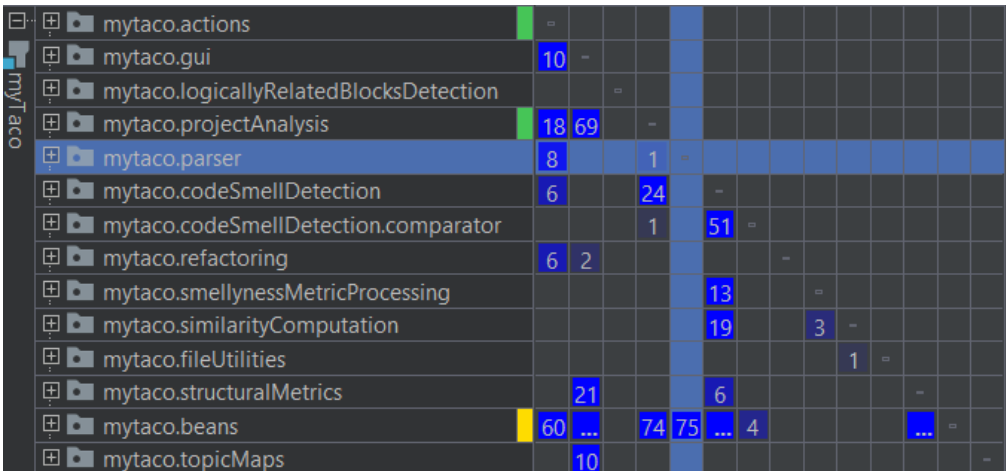 myTaco
mytaco.actions -
mytaco.gui 10 -
mytaco.logicallyRelatedBlocksDetection -
mytaco.projectAnalysis 18 69 -
mytaco.parser 8 1 -
mytaco.codeSmellDetection 6 24 -
mytaco.codeSmellDetection.comparator 1 51 -
mytaco.refactoring 6 2 -
mytaco.smellynessMetricProcessing 13 -
mytaco.similarityComputation 19 3 -
mytaco.fileUtilities 1 -
mytaco.structuralMetrics 21 6 -
mytaco.beans 60 ... 74 75 ... 4 ... -
mytaco.topicMaps 10 -